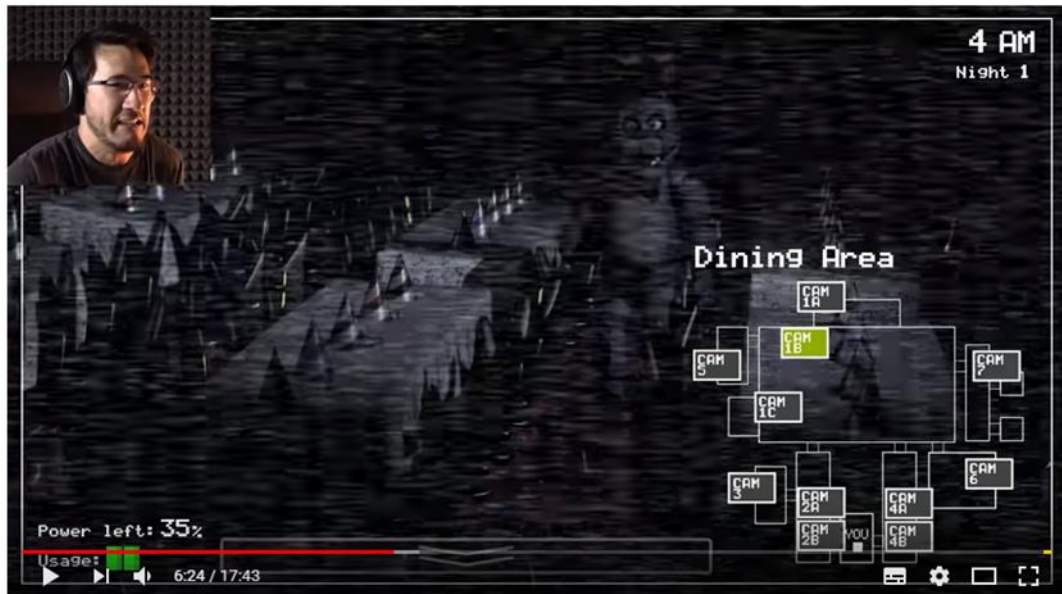 4 AM
Night 1
Dining Area
CAM 1A
CAM 1B
CAM 5
CAM 7
CAM 1C
CAM 3
CAM 6
CAM 2A
CAM 4A
CAM 2B
YOU
CAM 4B
Power left: 35%
Usage:
6:24 / 17:43